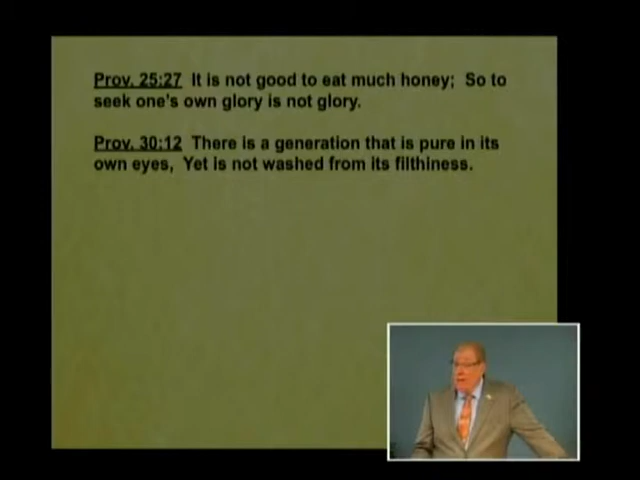 Prov. 25:27 It is not good to eat much honey; So to
seek one's own glory is not glory.
Prov. 30:12 There is a generation that is pure in its
own eyes, Yet is not washed from its filthiness.